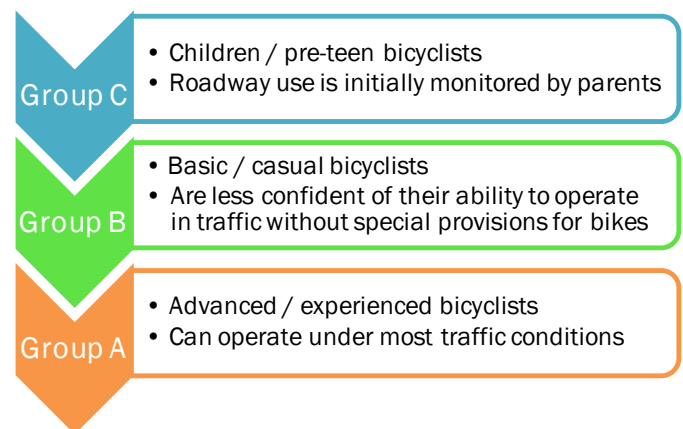 Group C
• Children / pre-teen bicyclists
• Roadway use is initially monitored by parents
Group B
• Basic / casual bicyclists
• Are less confident of their ability to operate
in traffic without special provisions for bikes
Group A
• Advanced / experienced bicyclists
• Can operate under most traffic conditions